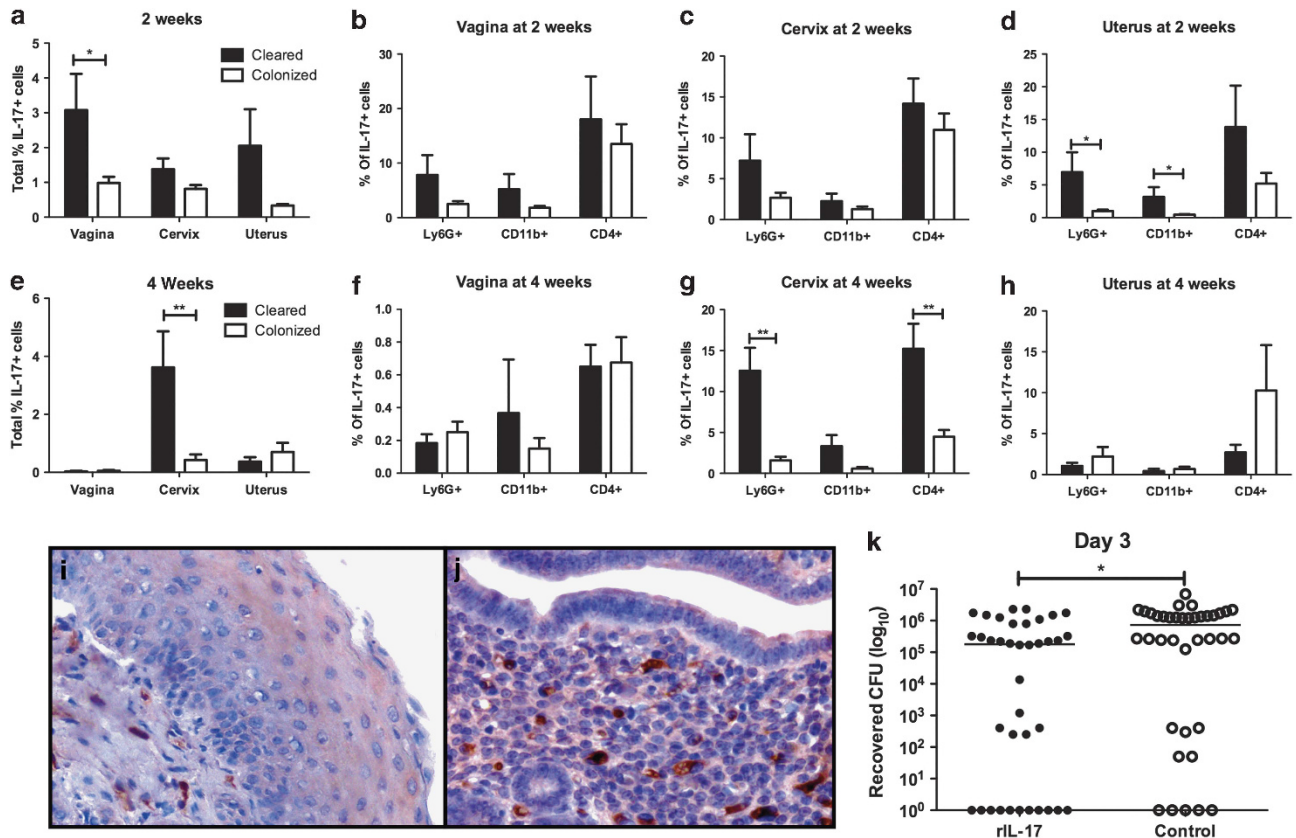 a
2 weeks
Total % IL-17+ cells
5
4
3
2
1
0
*
Cleared
Colonized
Vagina Cervix Uterus
b
Vagina at 2 weeks
% Of IL-17+ cells
30
20
10
0
Ly6G+ CD11b+ CD4+
c
Cervix at 2 weeks
% Of IL-17+ cells
20
15
10
5
0
Ly6G+ CD11b+ CD4+
d
Uterus at 2 weeks
% Of IL-17+ cells
25
20
15
10
5
0
* *
Ly6G+ CD11b+ CD4+
e
4 Weeks
Total % IL-17+ cells
6
4
2
0
**
Cleared
Colonized
Vagina Cervix Uterus
f
Vagina at 4 weeks
% Of IL-17+ cells
1.0
0.8
0.6
0.4
0.2
0.0
Ly6G+ CD11b+ CD4+
g
Cervix at 4 weeks
% Of IL-17+ cells
20
15
10
5
0
** **
Ly6G+ CD11b+ CD4+
h
Uterus at 4 weeks
% Of IL-17+ cells
20
15
10
5
0
Ly6G+ CD11b+ CD4+
i
j
k
Day 3
Recovered CFU (log10)
10^7
10^6
10^5
10^4
10^3
10^2
10^1
10^0
*
rIL-17 Control